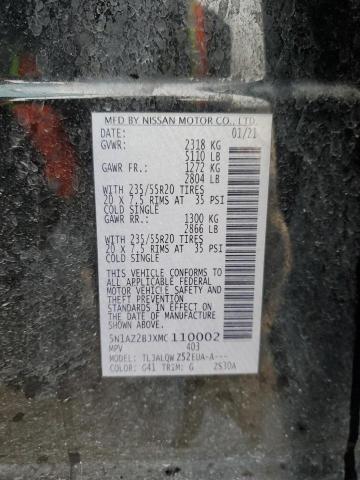 MFD BY NISSAN MOTOR CO., LTD.
DATE: 01/21
GVWR: 2318 KG
5110 LB
GAWR FR.: 1272 KG
2804 LB
WITH 235/55R20 TIRES
20 X 7.5 RIMS AT 35 PSI
COLD SINGLE
GAWR RR.: 1300 KG
2866 LB
WITH 235/55R20 TIRES
20 X 7.5 RIMS AT 35 PSI
COLD SINGLE
THIS VEHICLE CONFORMS TO
ALL APPLICABLE FEDERAL
MOTOR VEHICLE SAFETY
AND THEFT PREVENTION
STANDARDS IN EFFECT ON
THE DATE OF MANUFACTURE
SHOWN ABOVE.
5N1AZ2BJXMC110002
MPV 403
MODEL: TLJALQWZS2EUA-A---
COLOR: G41 TRIM: G ZS30A